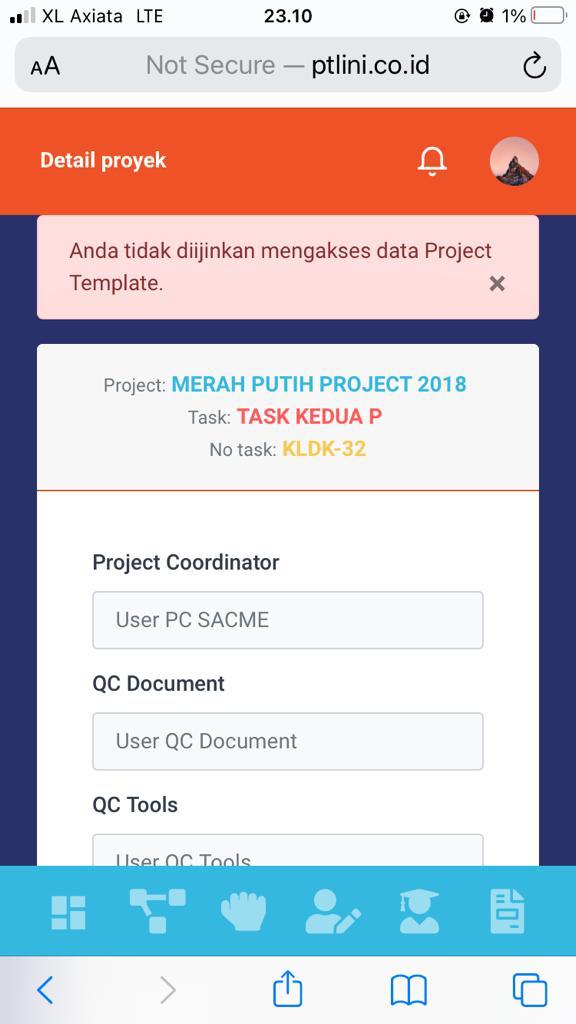 XL Axiata LTE 23.10 1%
AA Not Secure — ptlini.co.id
Detail proyek
Anda tidak diijinkan mengakses data Project
Template.
Project: MERAH PUTIH PROJECT 2018
Task: TASK KEDUA P
No task: KLDK-32
Project Coordinator
User PC SACME
QC Document
User QC Document
QC Tools
User QC Tools